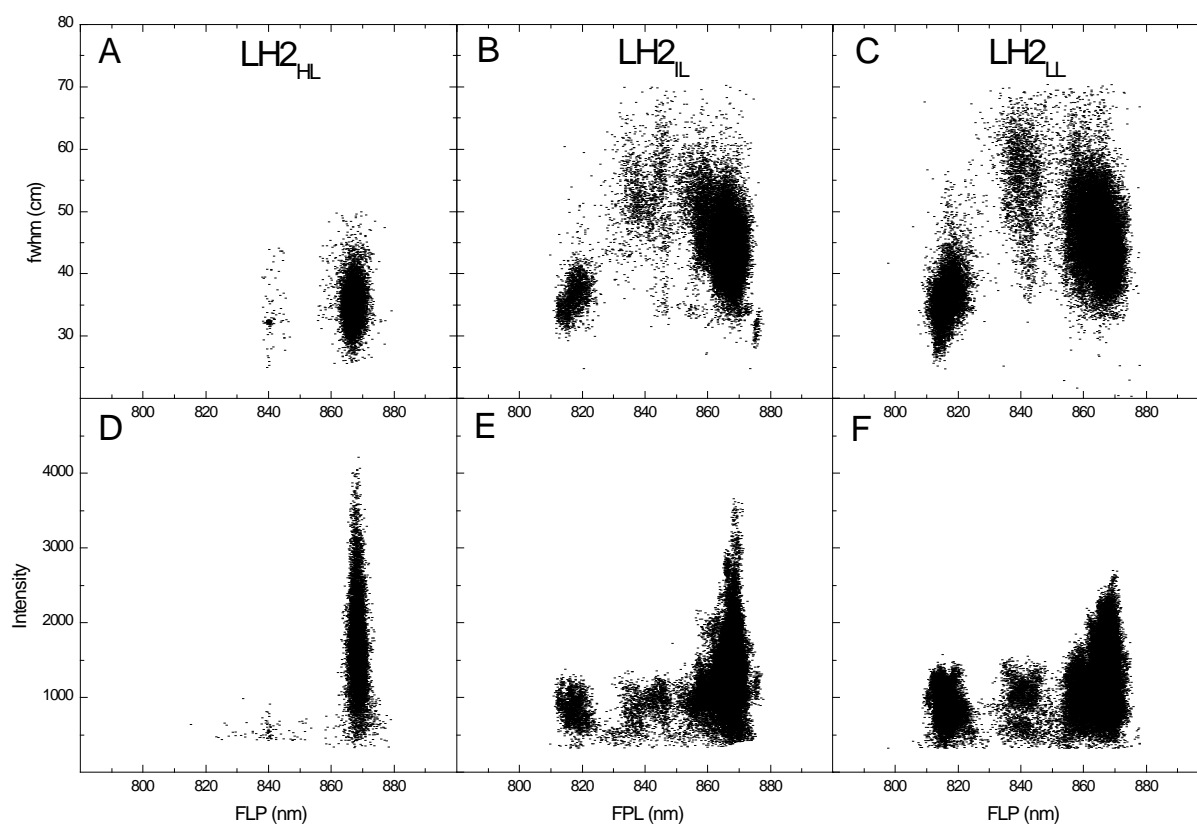 A
LH2HL
B
LH2IL
C
LH2LL
80
70
60
50
40
30
fwhm (cm)
800 820 840 860 880
800 820 840 860 880
800 820 840 860 880
D
E
F
4000
3000
2000
1000
Intensity
800 820 840 860 880
800 820 840 860 880
800 820 840 860 880
FLP (nm)
FPL (nm)
FLP (nm)